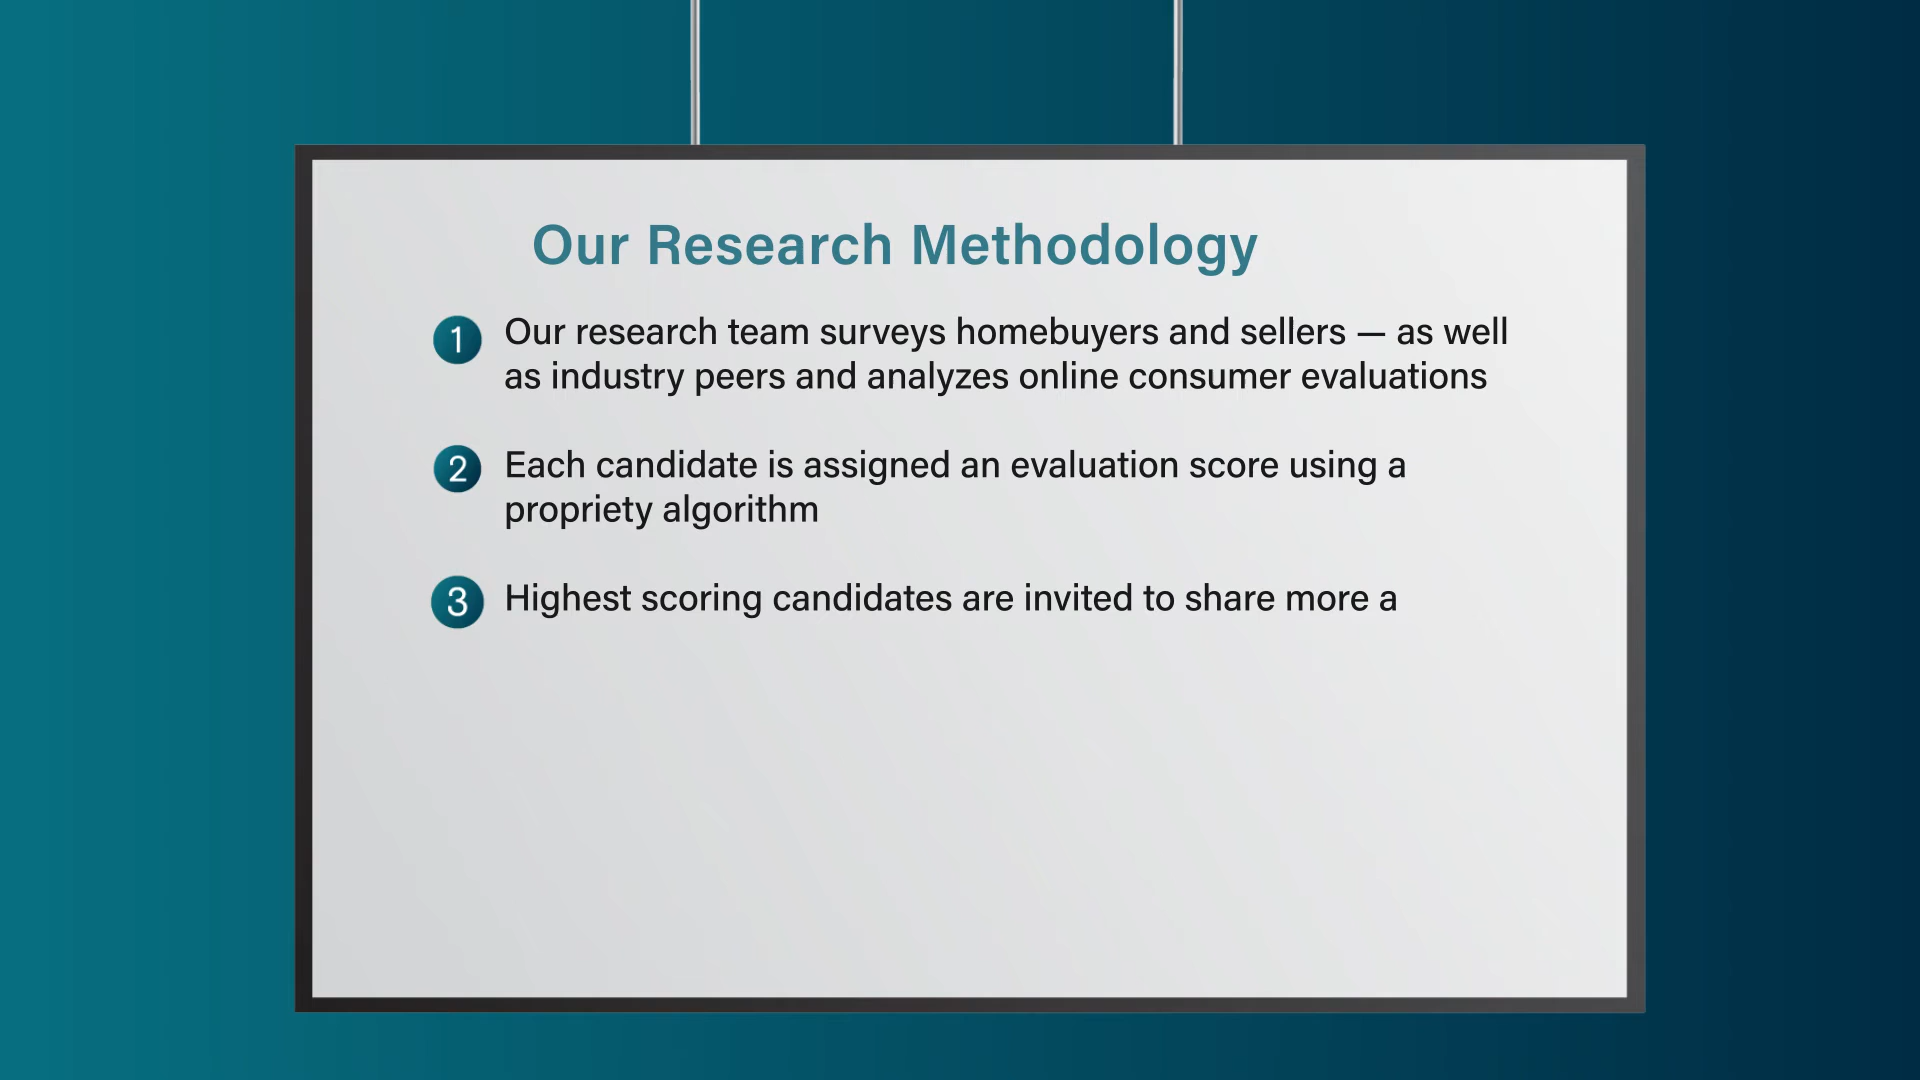 Our Research Methodology
1 Our research team surveys homebuyers and sellers — as well
as industry peers and analyzes online consumer evaluations
2 Each candidate is assigned an evaluation score using a
propriety algorithm
3 Highest scoring candidates are invited to share more a